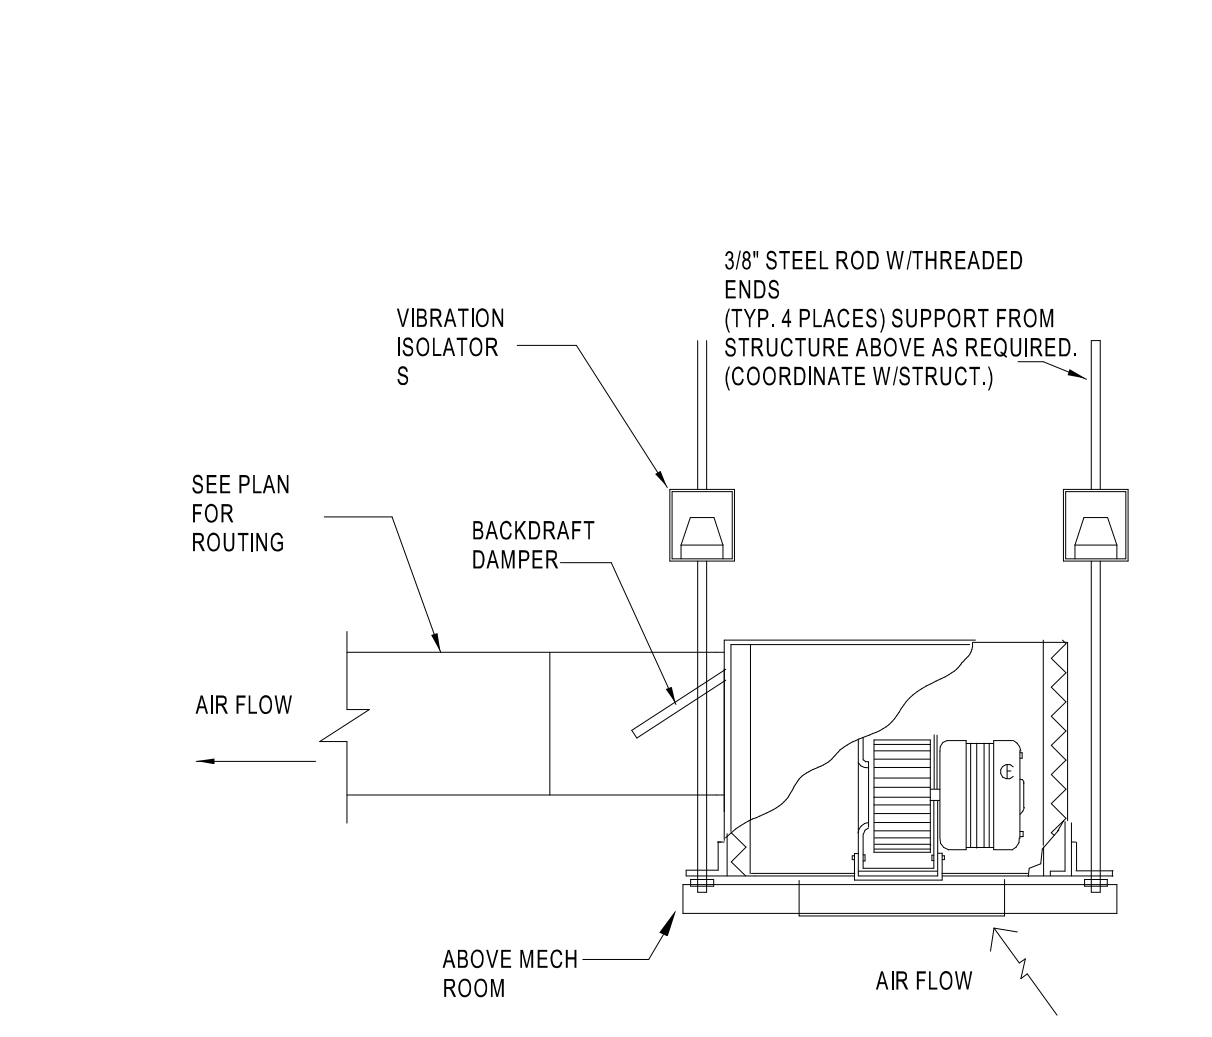 3/8" STEEL ROD W/THREADED
ENDS
(TYP. 4 PLACES) SUPPORT FROM
STRUCTURE ABOVE AS REQUIRED.
(COORDINATE W/STRUCT.)
VIBRATION
ISOLATOR
S
SEE PLAN
FOR
ROUTING
BACKDRAFT
DAMPER
AIR FLOW
ABOVE MECH
ROOM
AIR FLOW